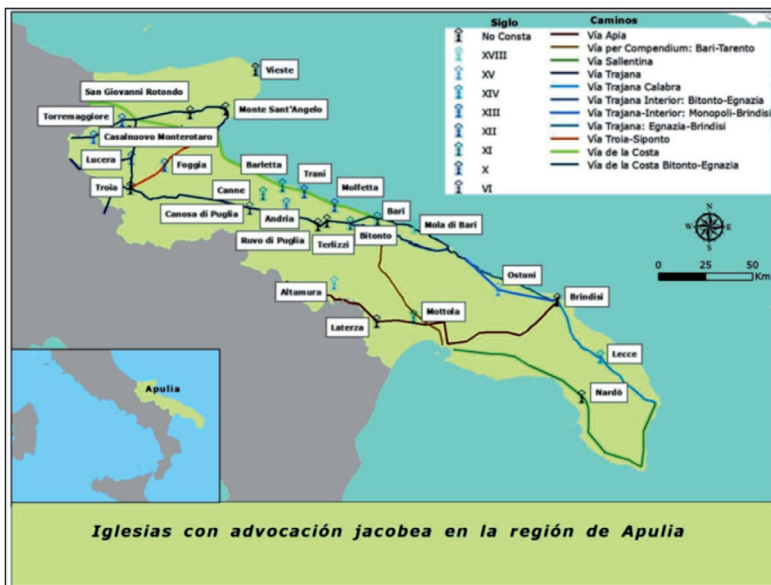 Siglo
No Consta
XVIII
XV
XIV
XIII
XII
XI
X
VI
Caminos
Vía Apia
Vía per Compendium: Bari-Tarento
Vía Sallentina
Vía Trajana
Vía Trajana Calabra
Vía Trajana Interior: Bitonto-Egnazia
Vía Trajana-Interior: Monopoli-Brindisi
Vía Trajana: Egnazia-Brindisi
Vía Troia-Siponto
Vía de la Costa
Vía de la Costa Bitonto-Egnazia
Vieste
San Giovanni Rotondo
Monte Sant'Angelo
Torremaggiore
Casalnuovo Monterotaro
Lucera
Foggia
Troia
Barletta
Trani
Canne
Molfetta
Canosa di Puglia
Andria
Bari
Mola di Bari
Ruvo di Puglia
Terlizzi
Bitonto
Ostuni
Altamura
Brindisi
Laterza
Mottola
Lecce
Nardò
N
W
E
S
0 25 50
Km
Apulia
Iglesias con advocación jacobea en la región de Apulia